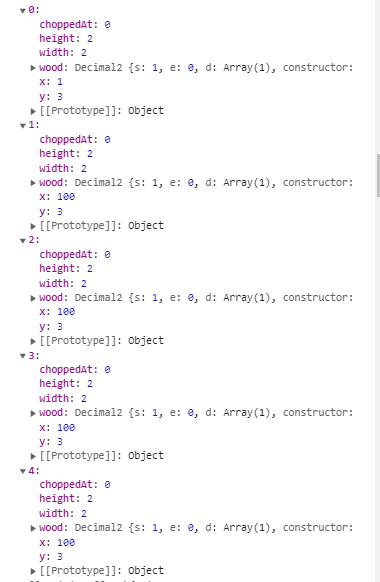 ▼0:
choppedAt: 0
height: 2
width: 2
▶wood: Decimal2 {s: 1, e: 0, d: Array(1), constructor:
x: 1
y: 3
▶[[Prototype]]: Object
▼1:
choppedAt: 0
height: 2
width: 2
▶wood: Decimal2 {s: 1, e: 0, d: Array(1), constructor:
x: 100
y: 3
▶[[Prototype]]: Object
▼2:
choppedAt: 0
height: 2
width: 2
▶wood: Decimal2 {s: 1, e: 0, d: Array(1), constructor:
x: 100
y: 3
▶[[Prototype]]: Object
▼3:
choppedAt: 0
height: 2
width: 2
▶wood: Decimal2 {s: 1, e: 0, d: Array(1), constructor:
x: 100
y: 3
▶[[Prototype]]: Object
▼4:
choppedAt: 0
height: 2
width: 2
▶wood: Decimal2 {s: 1, e: 0, d: Array(1), constructor:
x: 100
y: 3
▶[[Prototype]]: Object